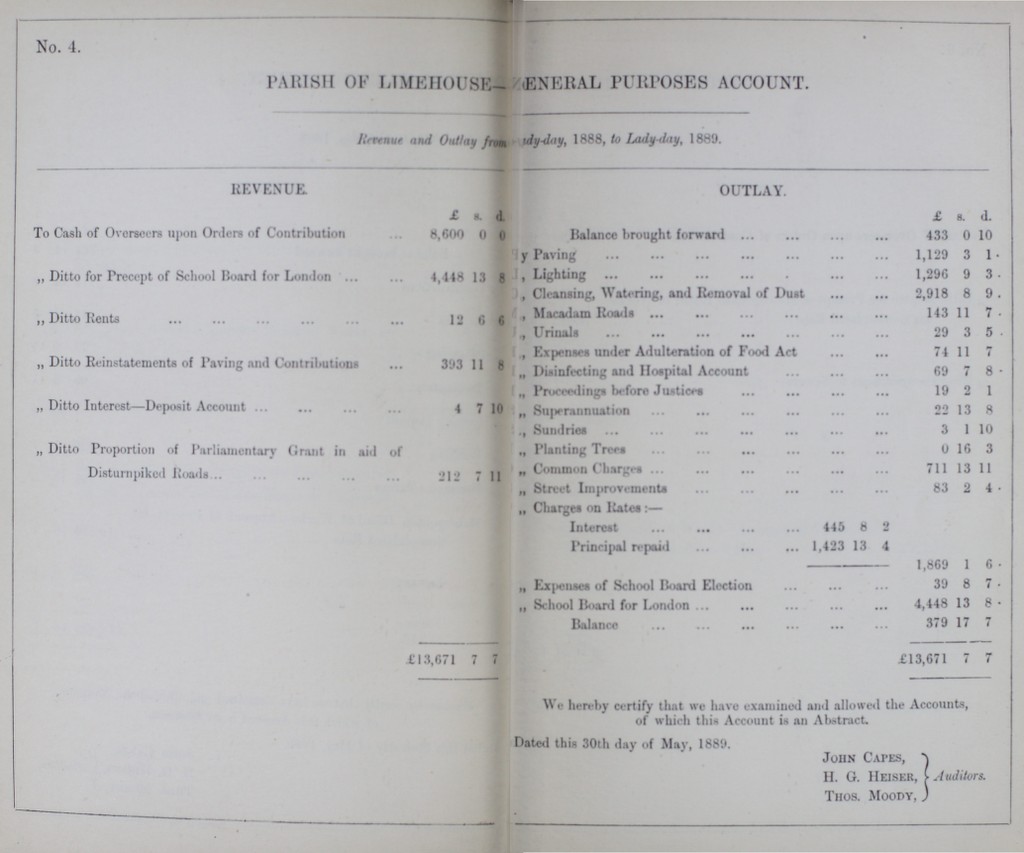 No. 4.
PARISH OF LIMEHOUSE—GENERAL PURPOSES ACCOUNT.
Revenue and Outlay from Lady-day, 1888, to Lady-day, 1889.
REVENUE.
£ s. d.
To Cash of Overseers upon Orders of Contribution ... 8,600 0 0
„ Ditto for Precept of School Board for London ... ... 4,448 13 8
„ Ditto Rents ... ... ... ... ... ... 12 6 6
„ Ditto Reinstatements of Paving and Contributions ... 393 11 8
„ Ditto Interest—Deposit Account ... ... ... ... 4 7 10
„ Ditto Proportion of Parliamentary Grant in aid of
Disturnpiked Roads... ... ... ... ... 212 7 11
£13,671 7 7
OUTLAY.
£ s. d.
Balance brought forward ... ... ... ... 433 0 10
y Paving ... ... ... ... ... ... ... 1,129 3 1
„ Lighting ... ... ... ... . ... ... 1,296 9 3
„ Cleansing, Watering, and Removal of Dust ... ... 2,918 8 9
„ Macadam Roads ... ... ... ... ... ... 143 11 7
„ Urinals ... ... ... ... ... ... ... 29 3 5
„ Expenses under Adulteration of Food Act ... ... 74 11 7
„ Disinfecting and Hospital Account ... ... ... 69 7 8
„ Proceedings before Justices ... ... ... ... 19 2 1
„ Superannuation ... ... ... ... ... ... 22 13 8
„ Sundries ... ... ... ... ... ... ... 3 1 10
„ Planting Trees ... ... ... ... ... ... 0 16 3
„ Common Charges ... ... ... ... ... ... 711 13 11
„ Street Improvements ... ... ... ... ... 83 2 4
„ Charges on Rates :—
Interest ... ... ... ... 445 8 2
Principal repaid ... ... ... 1,423 13 4
1,869 1 6
„ Expenses of School Board Election ... ... ... 39 8 7
„ School Board for London ... ... ... ... ... 4,448 13 8
Balance ... ... ... ... ... ... 379 17 7
£13,671 7 7
We hereby certify that we have examined and allowed the Accounts,
of which this Account is an Abstract.
Dated this 30th day of May, 1889.
JOHN CAPES,
H. G. HEISER, } Auditors.
THOS. MOODY,